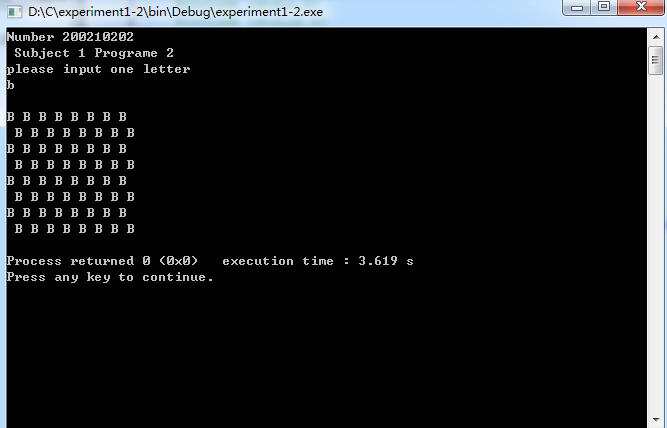 D:\C\experiment1-2\bin\Debug\experiment1-2.exe
Number 200210202
 Subject 1 Programe 2
please input one letter
b

B B B B B B B B
 B B B B B B B B
B B B B B B B B
 B B B B B B B B
B B B B B B B B
 B B B B B B B B
B B B B B B B B
 B B B B B B B B

Process returned 0 (0x0)   execution time : 3.619 s
Press any key to continue.